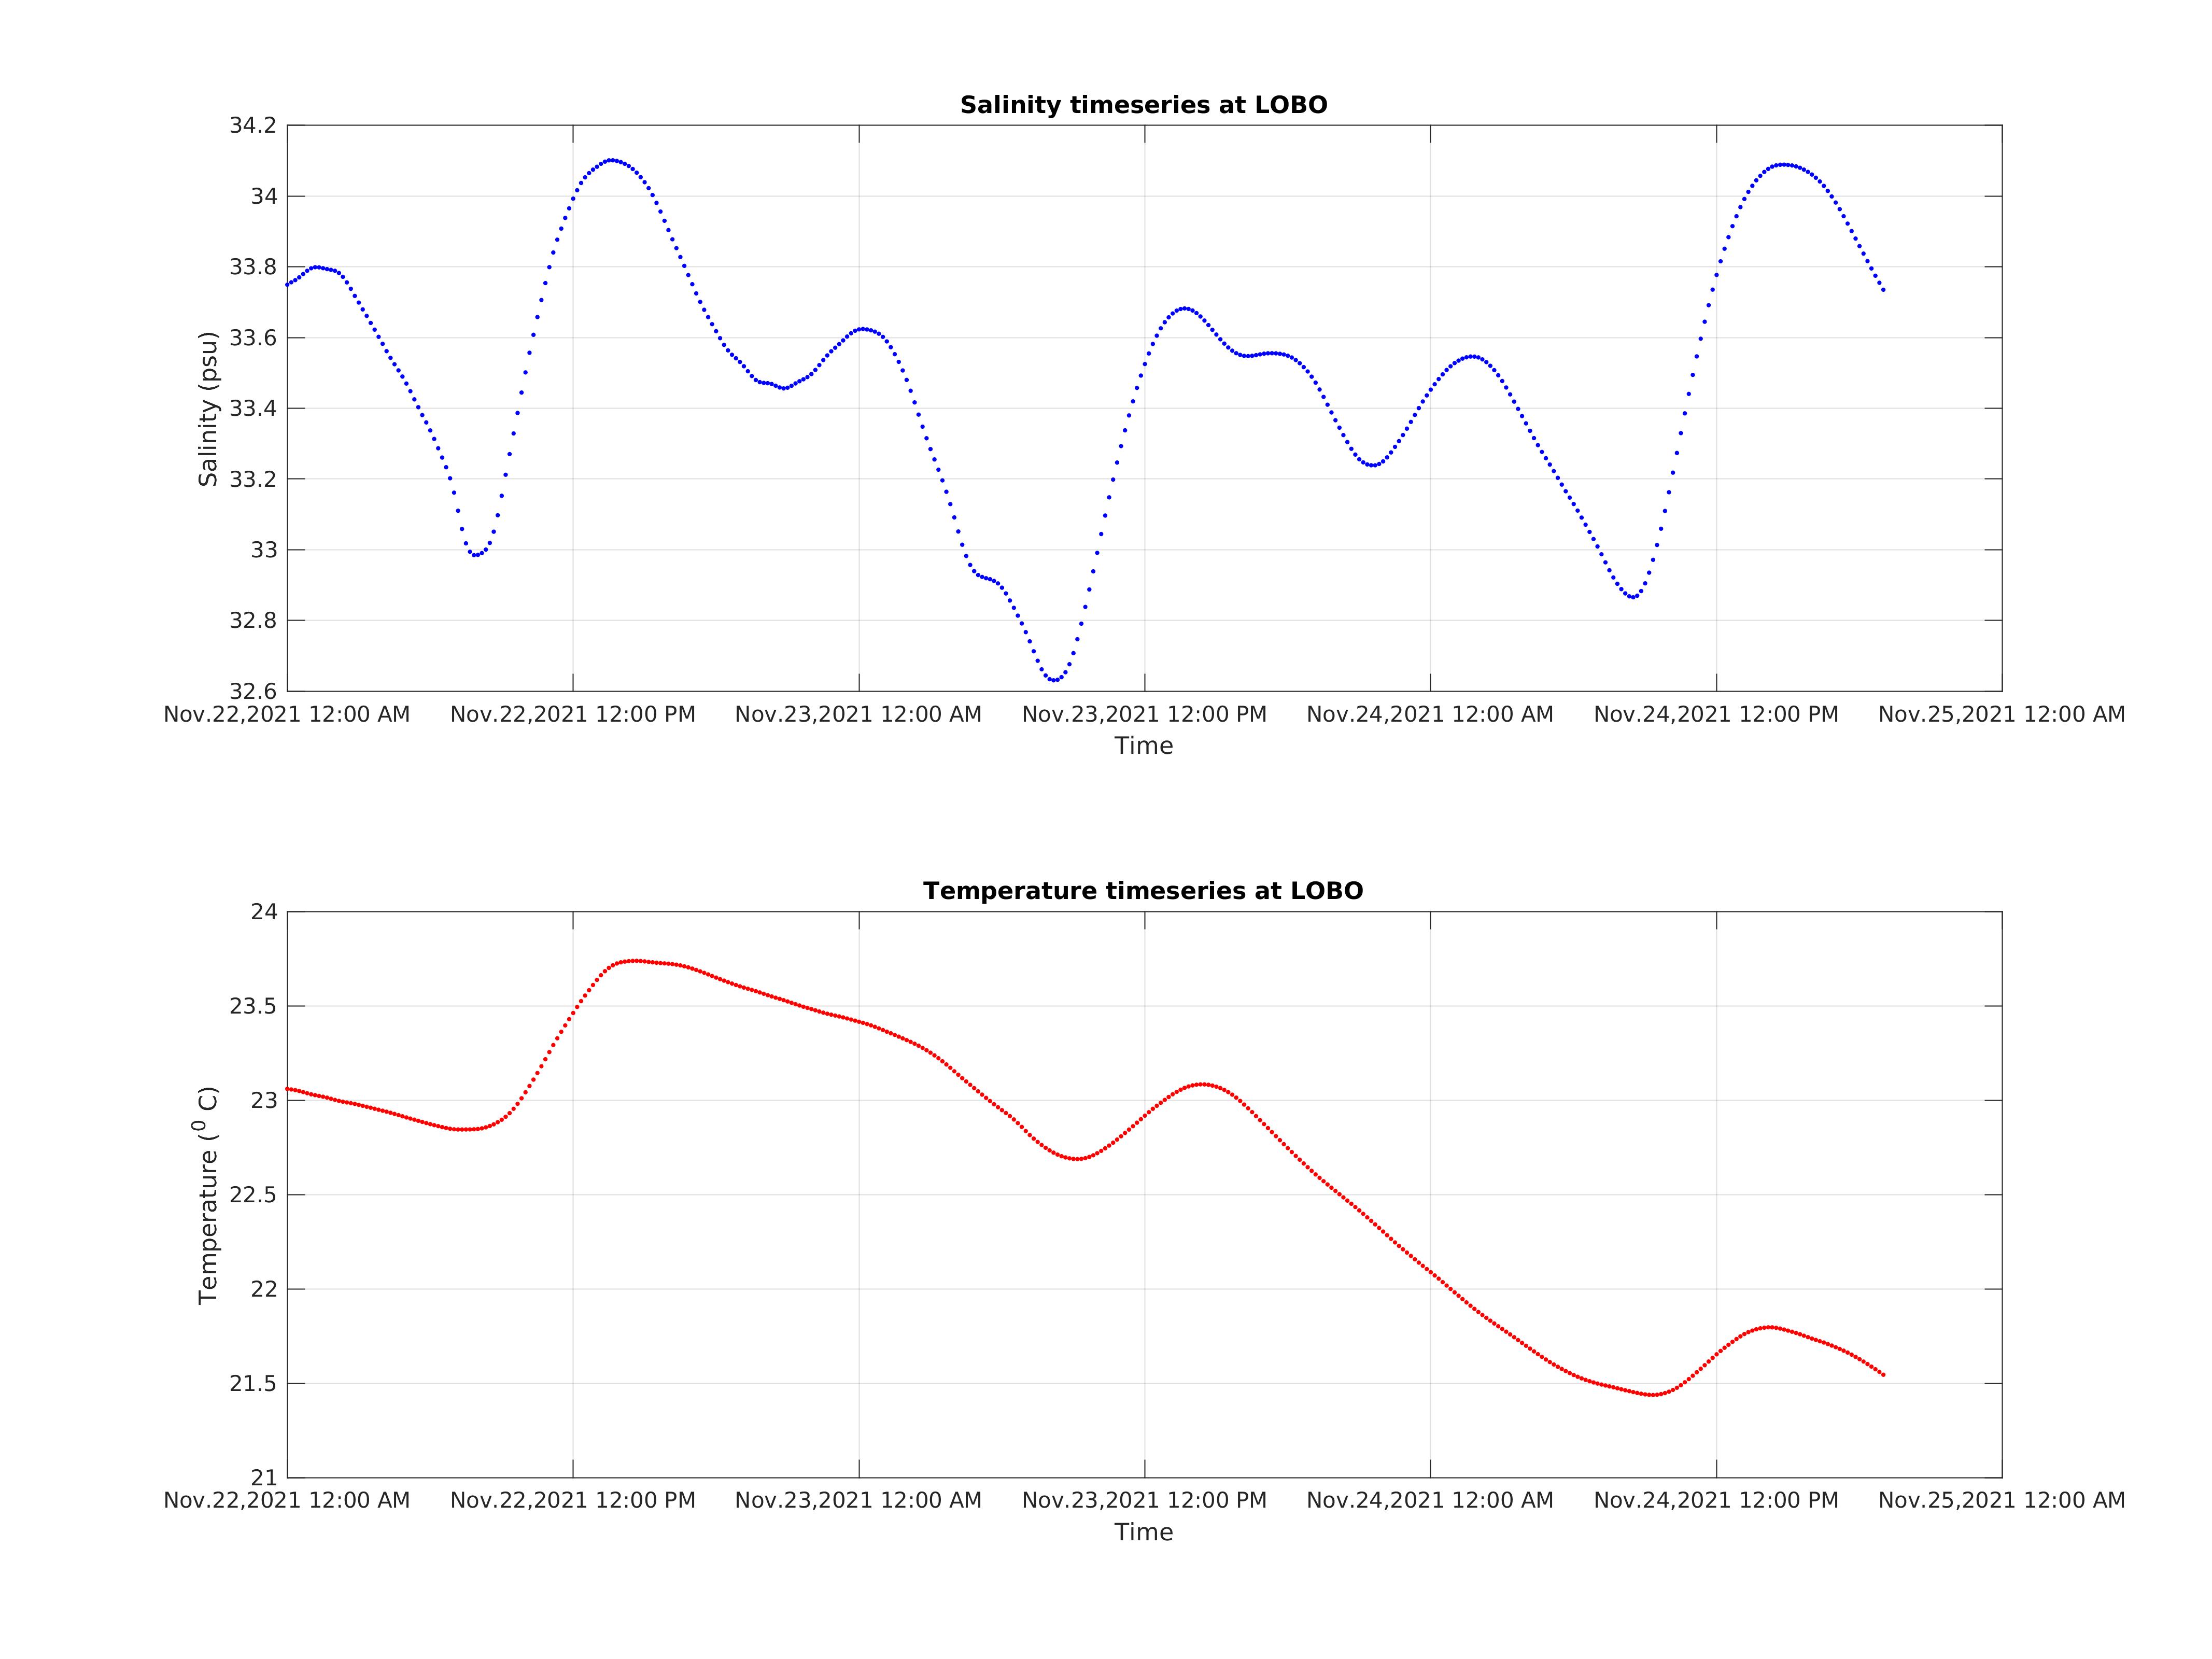 Salinity timeseries at LOBO
34.2
34
33.8
33.6
33.4
33.2
33
32.8
32.6
Salinity (psu)
Nov.22,2021 12:00 AM Nov.22,2021 12:00 PM Nov.23,2021 12:00 AM Nov.23,2021 12:00 PM Nov.24,2021 12:00 AM Nov.24,2021 12:00 PM Nov.25,2021 12:00 AM
Time
Temperature timeseries at LOBO
24
23.5
23
22.5
22
21.5
21
Temperature (⁰ C)
Nov.22,2021 12:00 AM Nov.22,2021 12:00 PM Nov.23,2021 12:00 AM Nov.23,2021 12:00 PM Nov.24,2021 12:00 AM Nov.24,2021 12:00 PM Nov.25,2021 12:00 AM
Time